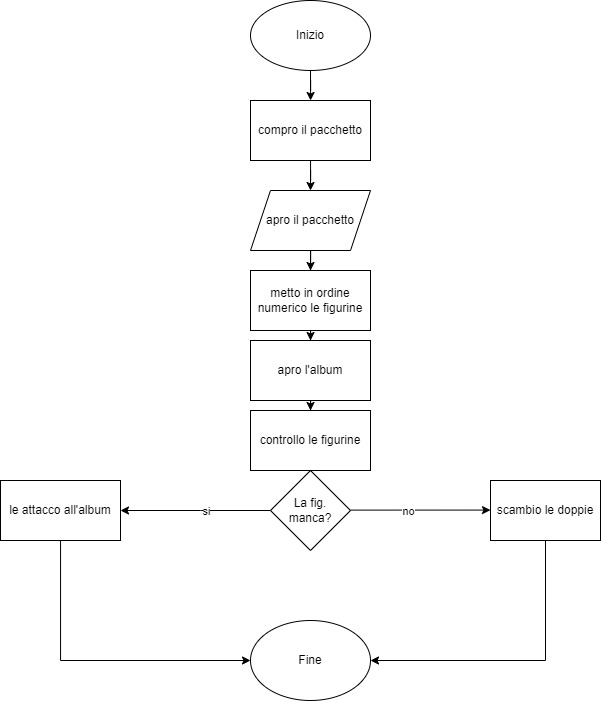 Inizio
compro il pacchetto
apro il pacchetto
metto in ordine
numerico le figurine
apro l'album
controllo le figurine
La fig.
manca?
si
no
le attacco all'album
scambio le doppie
Fine